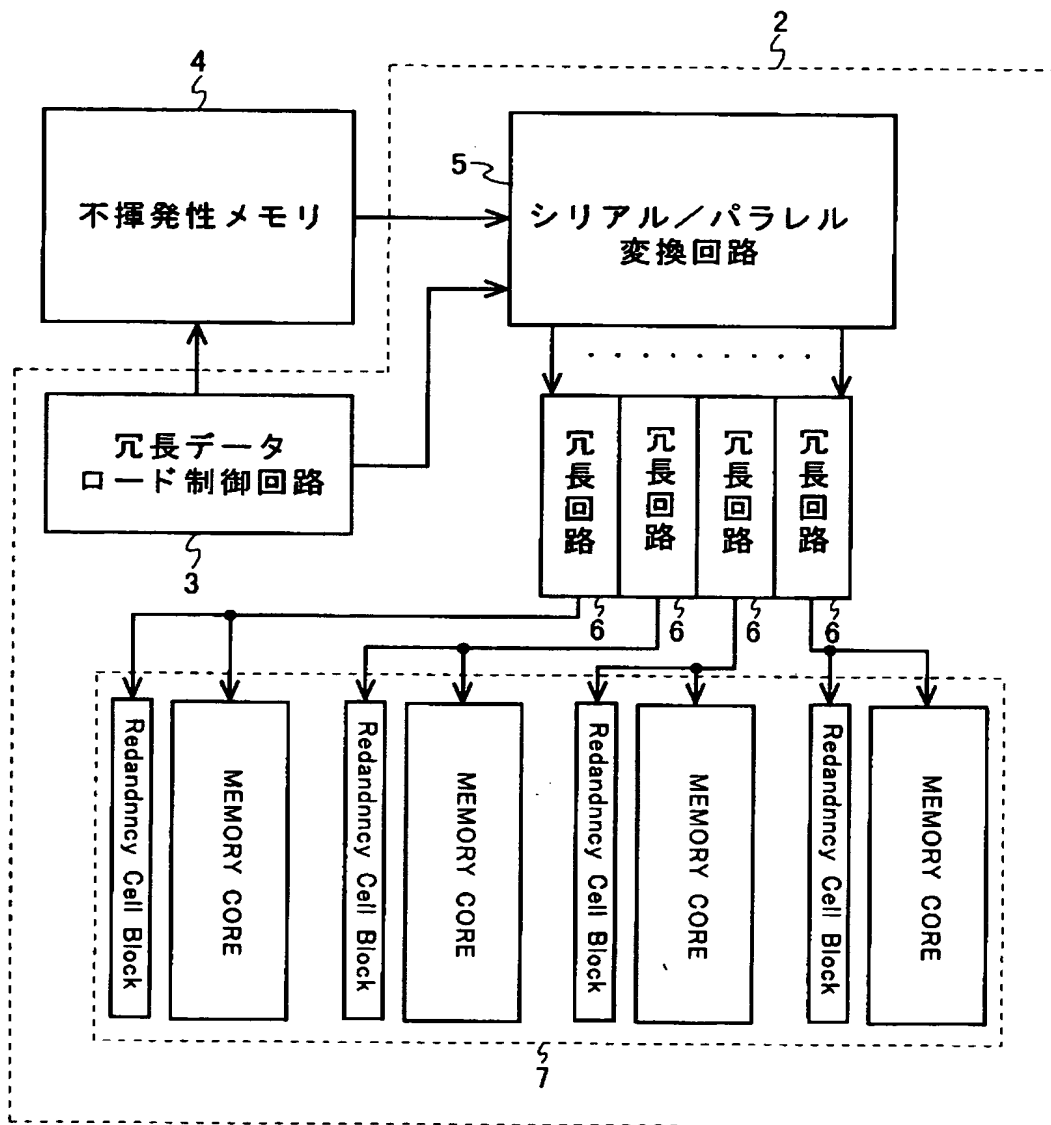 2
4
不揮発性メモリ
5
シリアル／パラレル
変換回路
. . . . . . . . . .
冗長データ
ロード制御回路
3
冗長回路
冗長回路
冗長回路
冗長回路
6
6
6
6
Redandnncy Cell Block
MEMORY CORE
Redandnncy Cell Block
MEMORY CORE
Redandnncy Cell Block
MEMORY CORE
Redandnncy Cell Block
MEMORY CORE
7